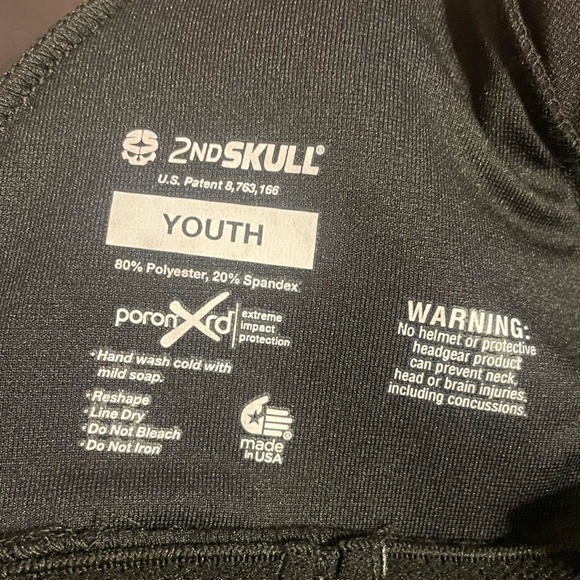 2NDSKULL®
U.S. Patent 8,763,166
YOUTH
80% Polyester, 20% Spandex
poronXrd
extreme
impact
protection
•Hand wash cold with
mild soap.
•Reshape
•Line Dry
•Do Not Bleach
•Do Not Iron
made
in USA
®
WARNING:
No helmet or protective
headgear product
can prevent neck,
head or brain injuries,
including concussions.